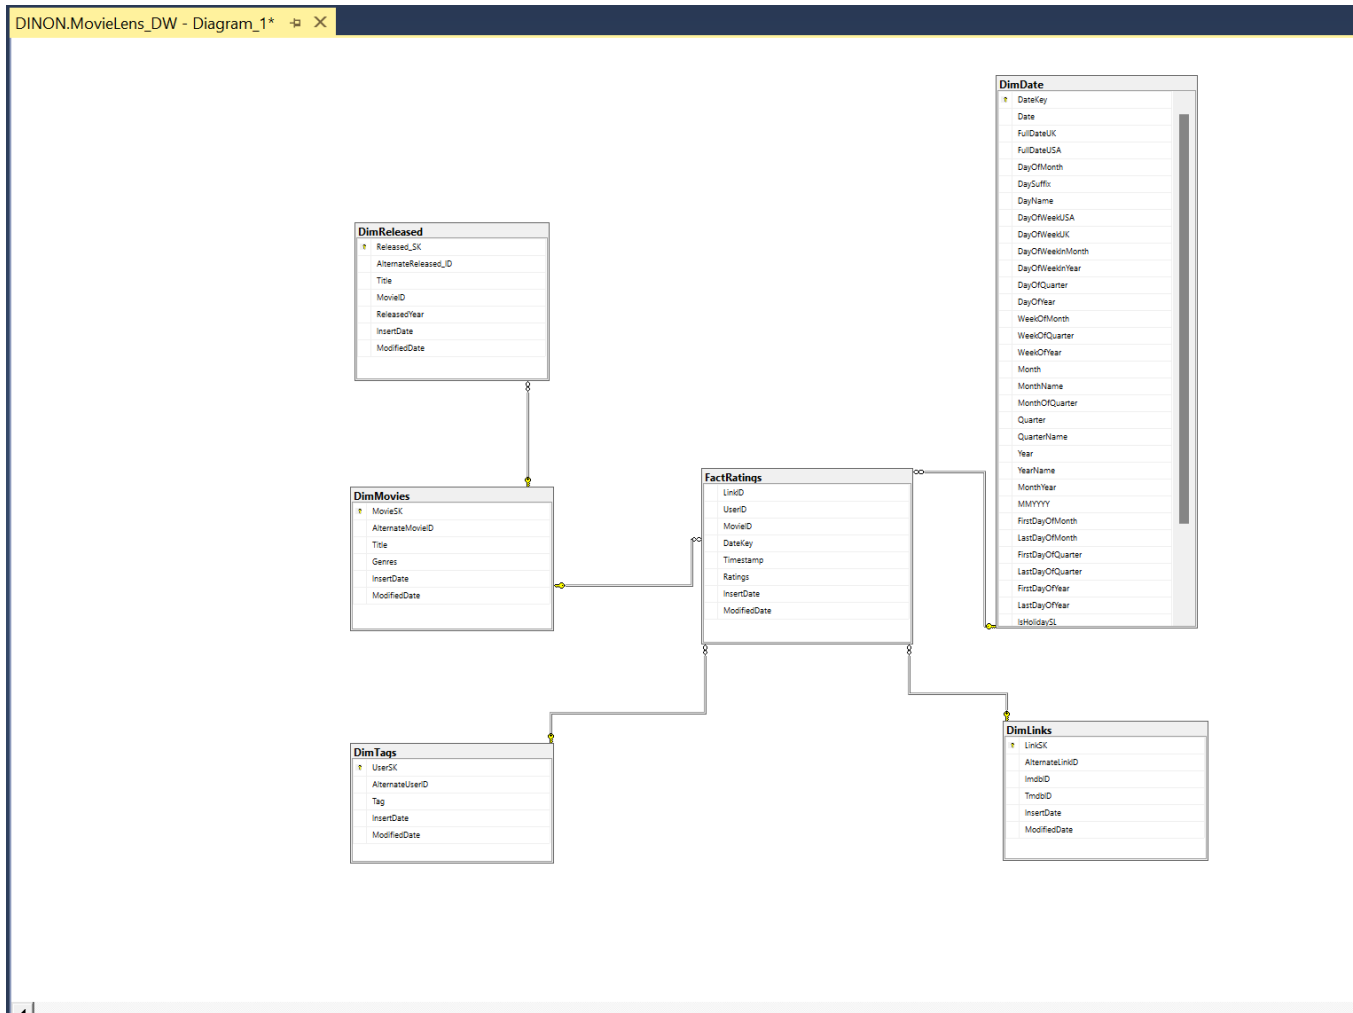 DINON.MovieLens_DW - Diagram_1*
DimDate
DateKey
Date
FullDateUK
FullDateUSA
DayOfMonth
DaySuffix
DayName
DayOfWeekUSA
DayOfWeekUK
DayOfWeekInMonth
DayOfWeekInYear
DayOfQuarter
DayOfYear
WeekOfMonth
WeekOfQuarter
WeekOfYear
Month
MonthName
MonthOfQuarter
Quarter
QuarterName
Year
YearName
MonthYear
MMYYYY
FirstDayOfMonth
LastDayOfMonth
FirstDayOfQuarter
LastDayOfQuarter
FirstDayOfYear
LastDayOfYear
IsHolidaySL
DimReleased
Released_SK
AlternateReleased_ID
Title
MovieID
ReleasedYear
InsertDate
ModifiedDate
DimMovies
MovieSK
AlternateMovieID
Title
Genres
InsertDate
ModifiedDate
FactRatings
LinkID
UserID
MovieID
DateKey
Timestamp
Ratings
InsertDate
ModifiedDate
DimTags
UserSK
AlternateUserID
Tag
InsertDate
ModifiedDate
DimLinks
LinkSK
AlternateLinkID
ImdbID
TmdbID
InsertDate
ModifiedDate